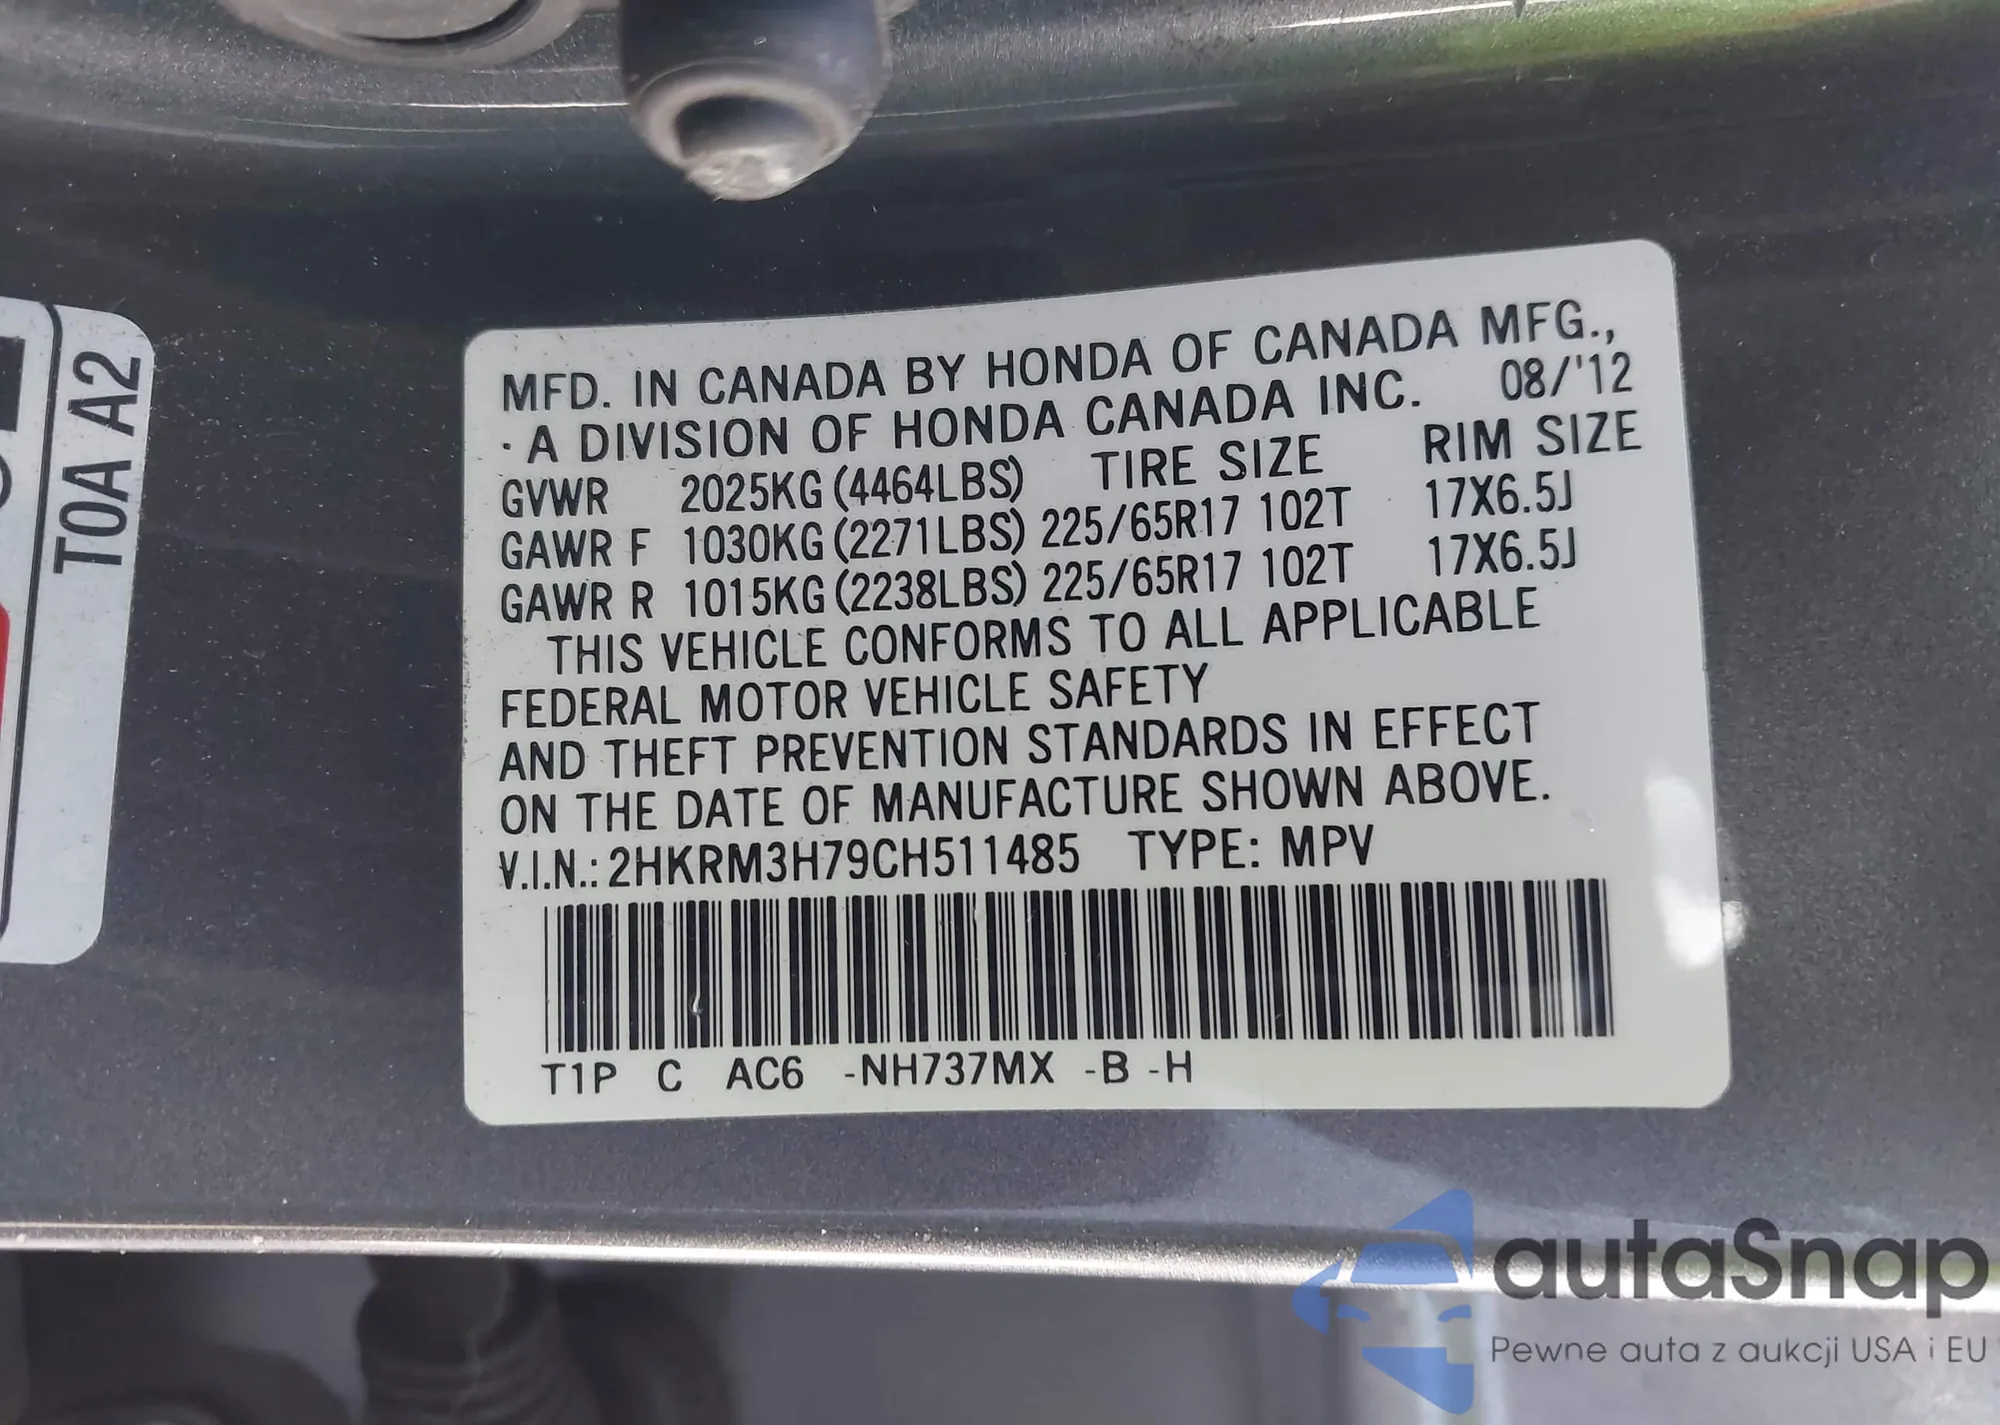 T0A A2
MFD. IN CANADA BY HONDA OF CANADA MFG.,
· A DIVISION OF HONDA CANADA INC. 08/'12
GVWR 2025KG (4464LBS) TIRE SIZE RIM SIZE
GAWR F 1030KG (2271LBS) 225/65R17 102T 17X6.5J
GAWR R 1015KG (2238LBS) 225/65R17 102T 17X6.5J
THIS VEHICLE CONFORMS TO ALL APPLICABLE
FEDERAL MOTOR VEHICLE SAFETY
AND THEFT PREVENTION STANDARDS IN EFFECT
ON THE DATE OF MANUFACTURE SHOWN ABOVE.
V.I.N.: 2HKRM3H79CH511485 TYPE: MPV
T1P C AC6 -NH737MX -B -H
autaSnap
Pewne auta z aukcji USA i EU